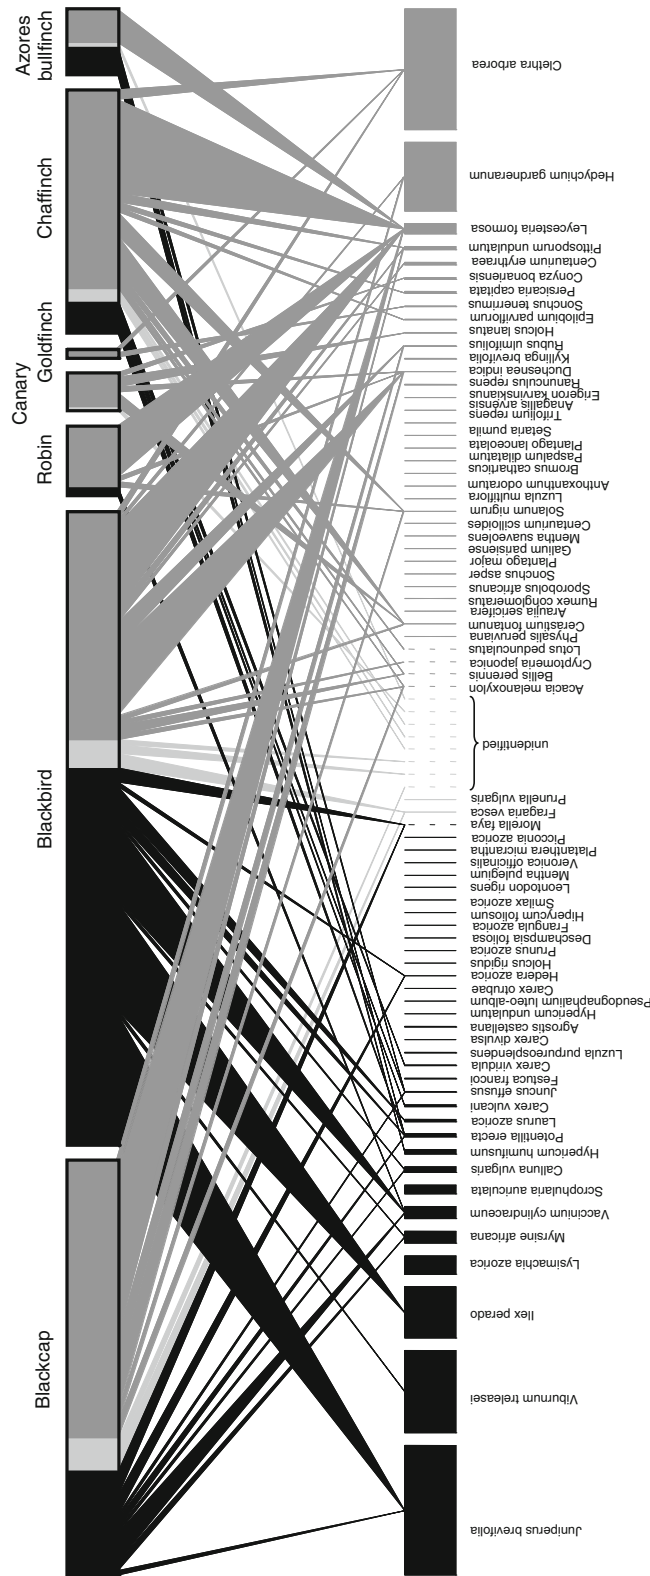 Azores
bullfinch
Chaffinch
Goldfinch
Canary
Robin
Blackbird
Blackcap
Clethra arborea
Hedychium gardneranum
Leycesteria formosa
Pittosporum undulatum
Centaurium erythraea
Conyza bonariensis
Persicaria capitata
Sonchus tenerrimus
Epilobium parviflorum
Holcus lanatus
Rubus ulmifolius
Kyllinga brevifolia
Duchesnea indica
Ranunculus repens
Erigeron karvinskianus
Anagallis arvensis
Trifolium repens
Setaria pumila
Plantago lanceolata
Paspalum dilatatum
Bromus catharticus
Anthoxanthum odoratum
Luzula multiflora
Solanum nigrum
Centaurium scilloides
Mentha suaveolens
Galium parisiense
Plantago major
Sonchus asper
Sporobolus africanus
Rumex conglomeratus
Araujia sericifera
Cerastium fontanum
Physalis peruviana
Lotus pedunculatus
Cryptomeria japonica
Bellis perennis
Acacia melanoxylon
unidentified
Prunella vulgaris
Fragaria vesca
Morella faya
Picconia azorica
Platanthera micrantha
Veronica officinalis
Mentha pulegium
Leontodon rigens
Smilax azorica
Hipericum foliosum
Frangula azorica
Deschampsia foliosa
Prunus azorica
Holcus rigidus
Hedera azorica
Carex otrubae
Pseudognaphalium luteo-album
Hypericum undulatum
Agrostis castellana
Carex divulsa
Luzula purpureosplendens
Carex viridula
Festuca francoi
Juncus effusus
Carex vulcani
Laurus azorica
Potentilla erecta
Hypericum humifusum
Calluna vulgaris
Scrophularia auriculata
Vaccinium cylindraceum
Myrsine africana
Lysimachia azorica
Ilex perado
Viburnum treleasei
Juniperus brevifolia